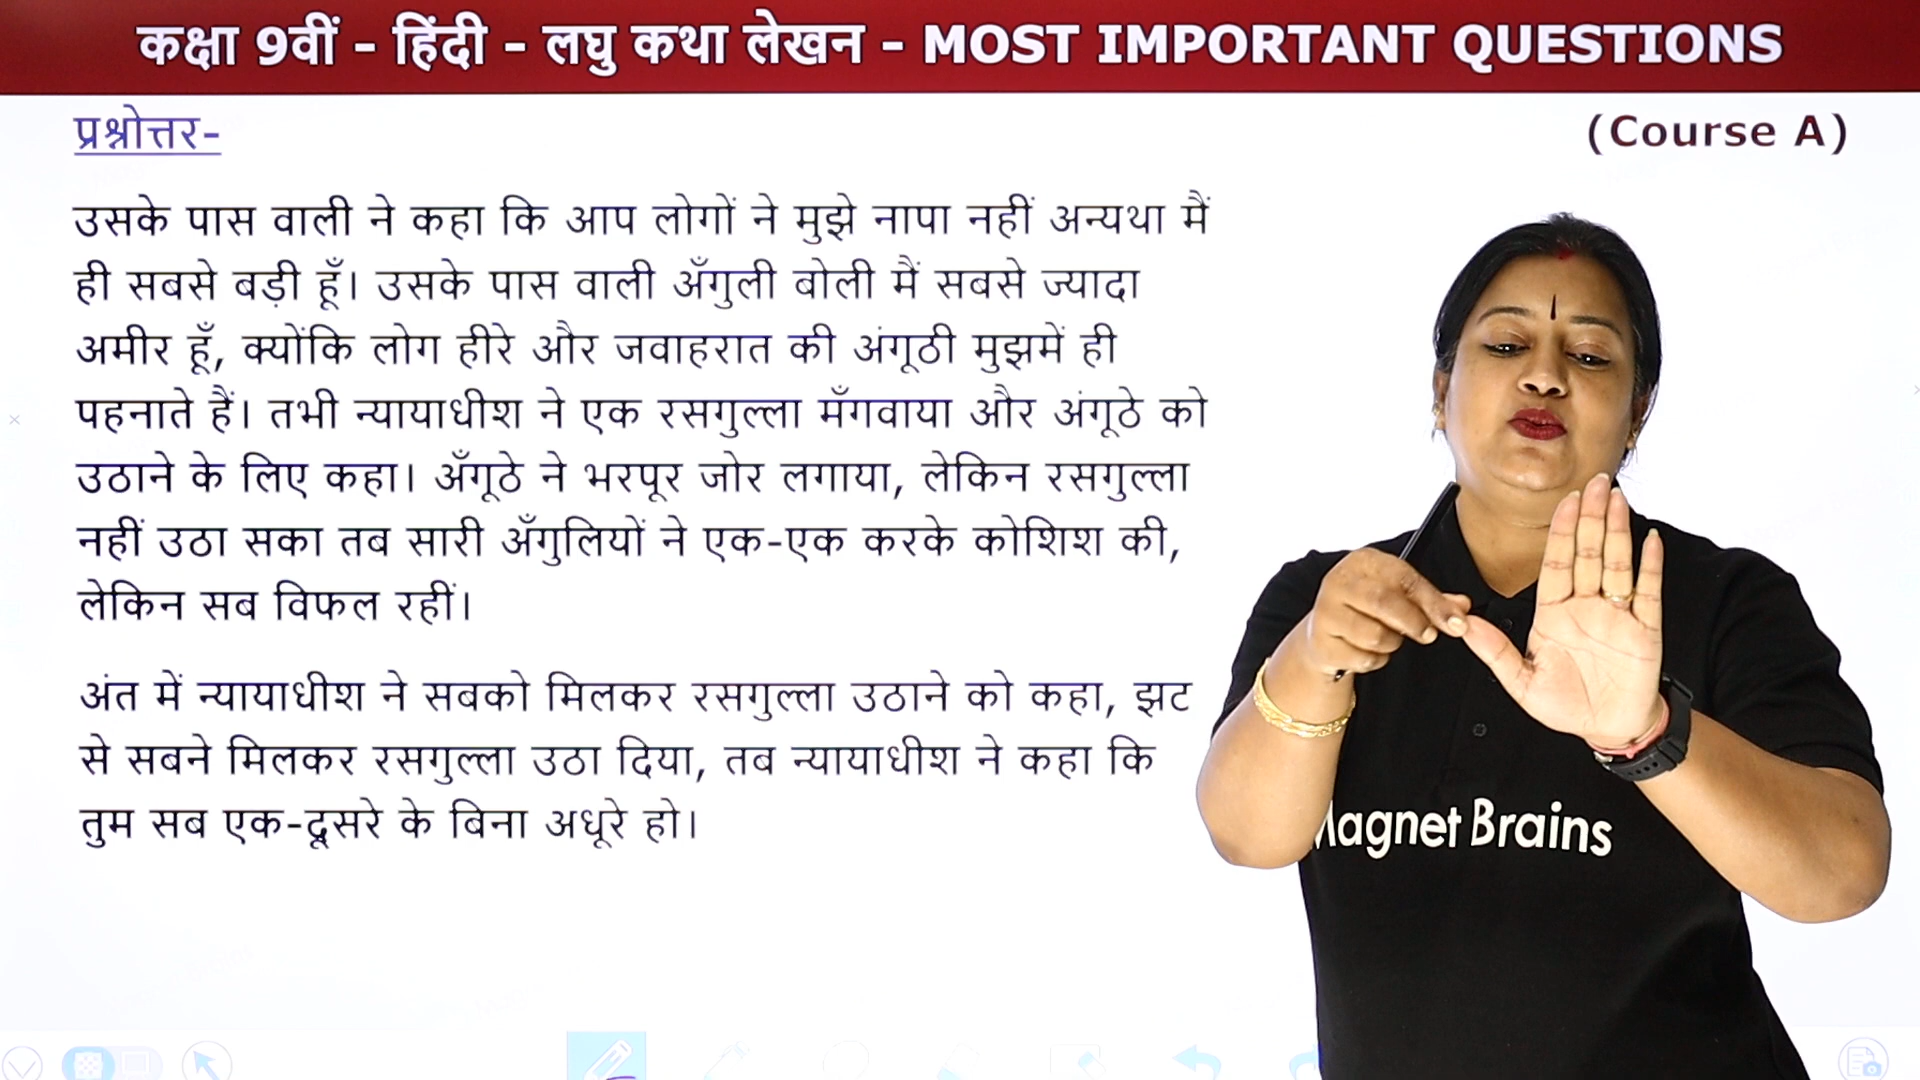 कक्षा 9वीं - हिंदी - लघु कथा लेखन - MOST IMPORTANT QUESTIONS
प्रश्नोत्तर-
(Course A)
उसके पास वाली ने कहा कि आप लोगों ने मुझे नापा नहीं अन्यथा मैं
ही सबसे बड़ी हूँ। उसके पास वाली अँगुली बोली मैं सबसे ज्यादा
अमीर हूँ, क्योंकि लोग हीरे और जवाहरात की अंगूठी मुझमें ही
पहनाते हैं। तभी न्यायाधीश ने एक रसगुल्ला मँगवाया और अंगूठे को
उठाने के लिए कहा। अँगूठे ने भरपूर जोर लगाया, लेकिन रसगुल्ला
नहीं उठा सका तब सारी अँगुलियों ने एक-एक करके कोशिश की,
लेकिन सब विफल रहीं।
अंत में न्यायाधीश ने सबको मिलकर रसगुल्ला उठाने को कहा, झट
से सबने मिलकर रसगुल्ला उठा दिया, तब न्यायाधीश ने कहा कि
तुम सब एक-दूसरे के बिना अधूरे हो।
Magnet Brains